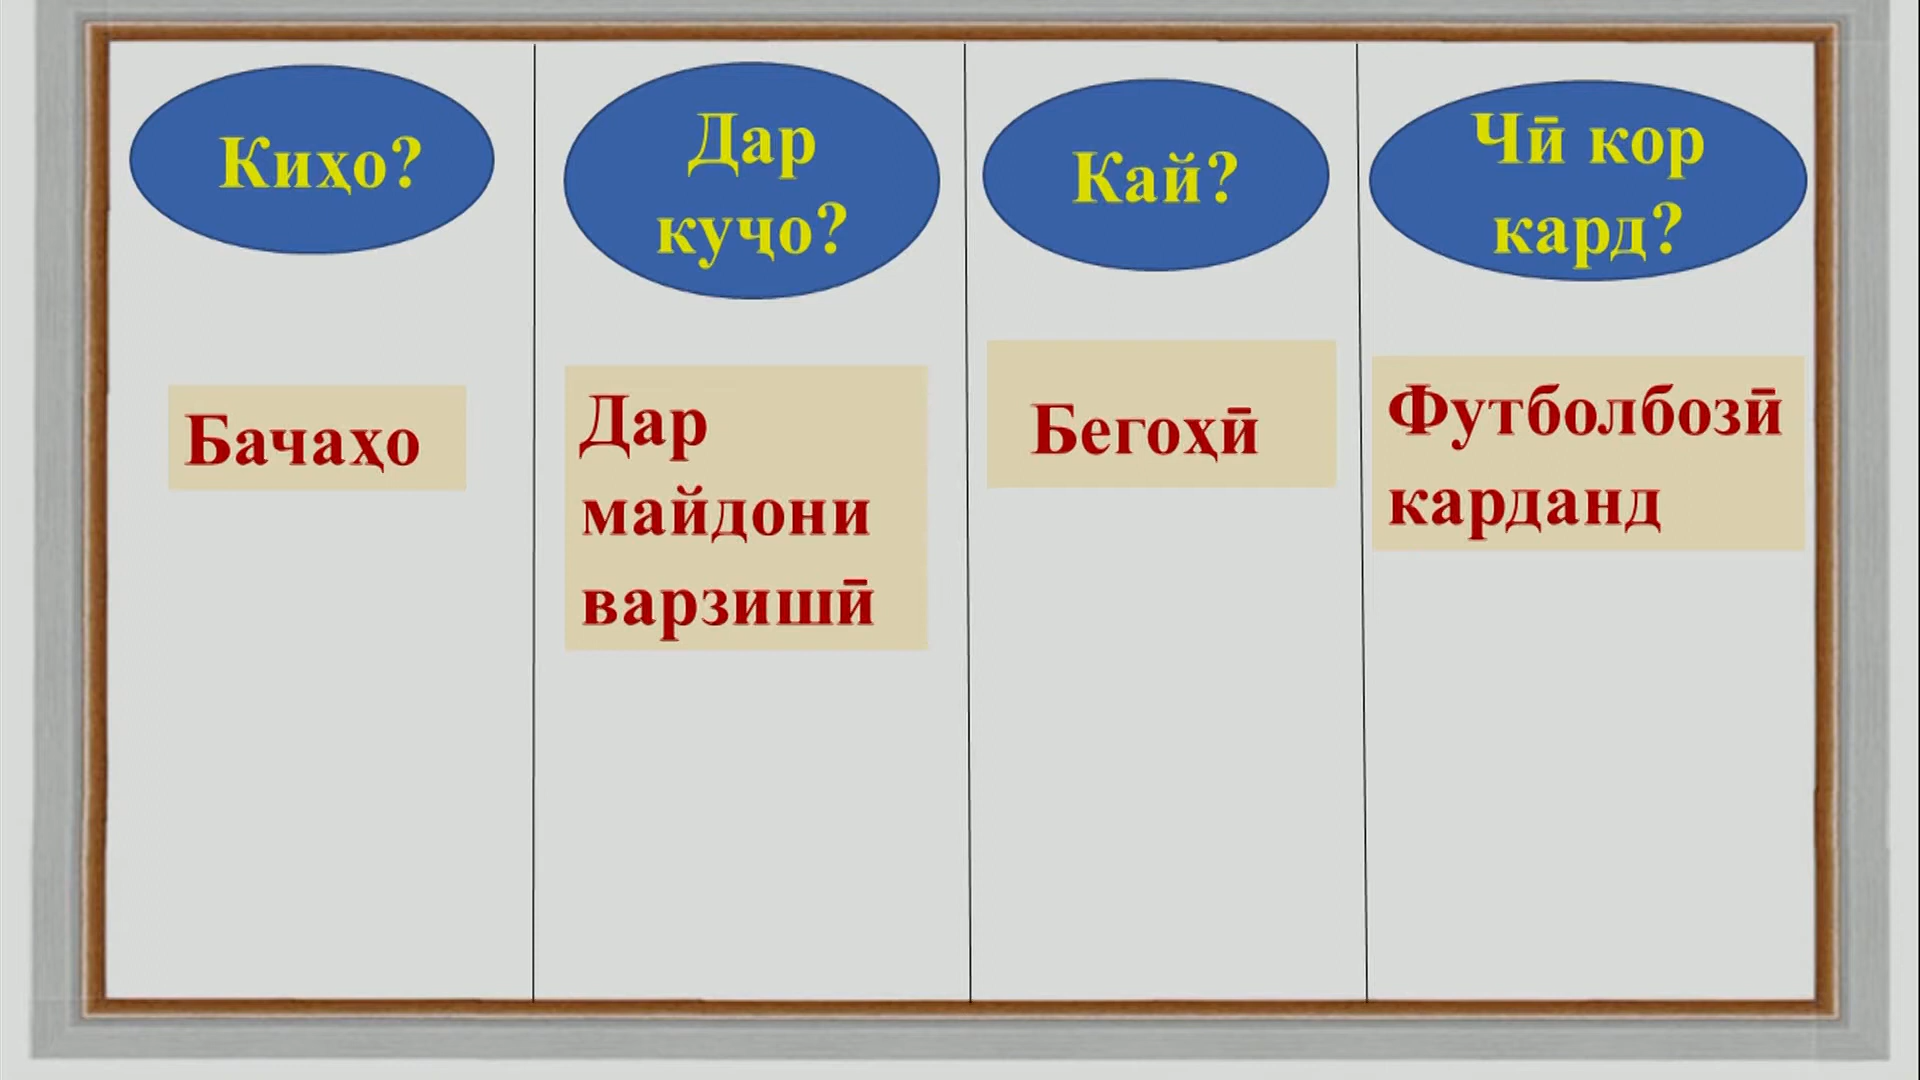 Киҳо?
Дар
куҷо?
Кай?
Чӣ кор
кард?
Бачаҳо
Дар
майдони
варзишӣ
Бегоҳӣ
Футболбозӣ
карданд